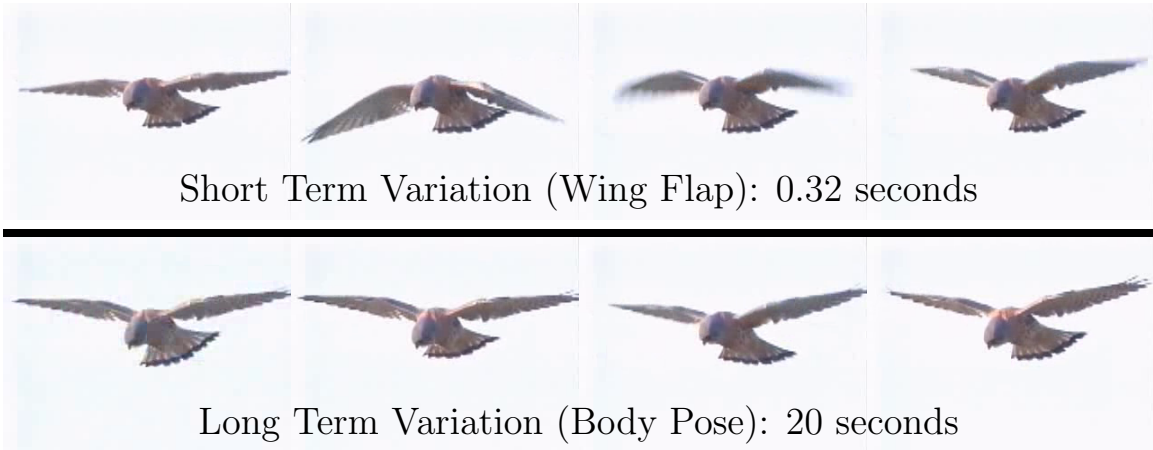 Short Term Variation (Wing Flap): 0.32 seconds
Long Term Variation (Body Pose): 20 seconds